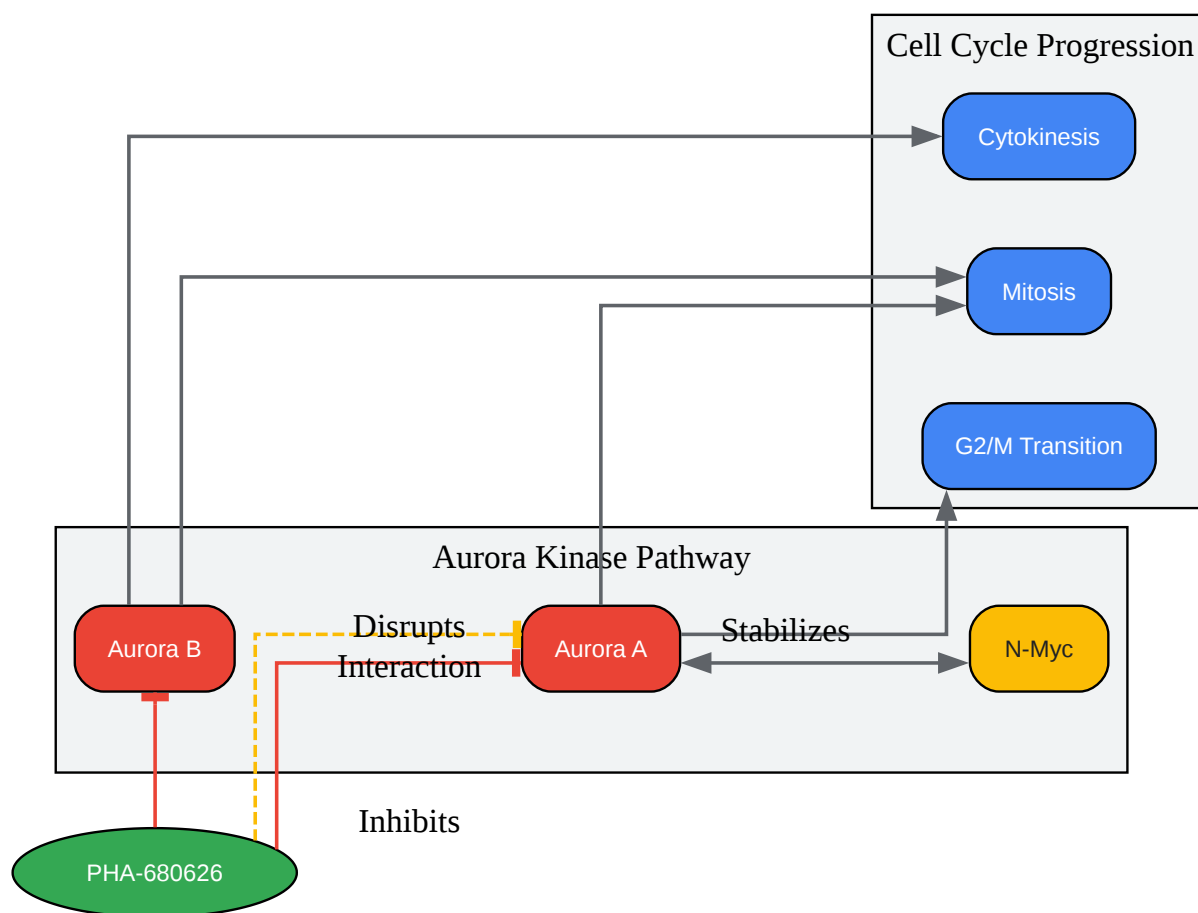 Cell Cycle Progression
Cytokinesis
Mitosis
G2/M Transition
Aurora Kinase Pathway
Aurora B
Disrupts
Interaction
Aurora A
Stabilizes
N-Myc
Inhibits
PHA-680626